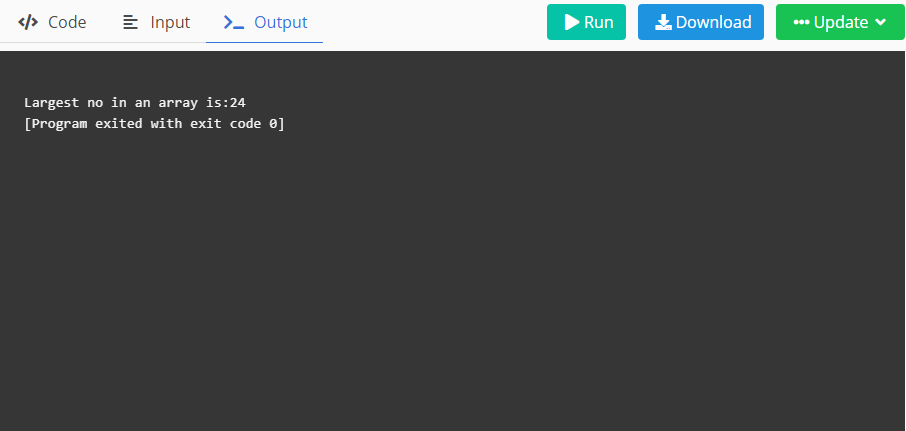 Code Input Output Run Download Update
Largest no in an array is:24
[Program exited with exit code 0]